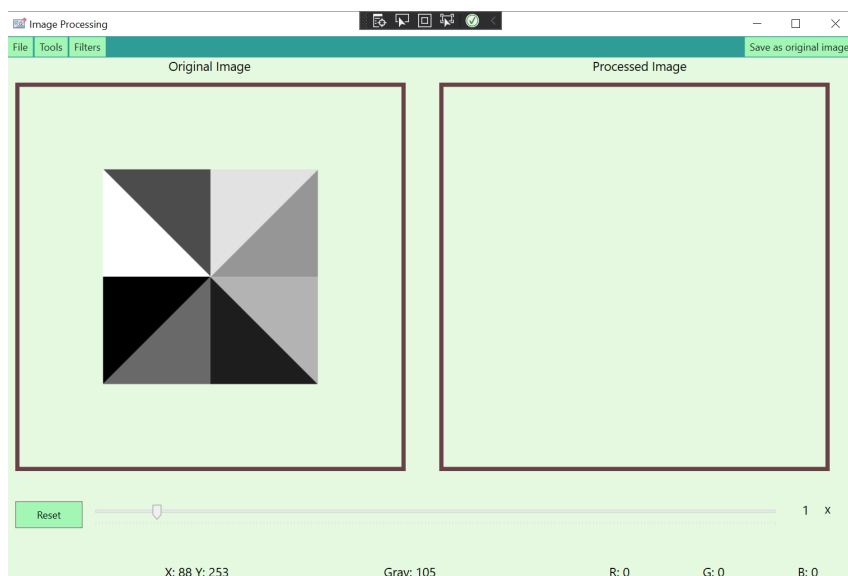 Image Processing
File Tools Filters Save as original image
Original Image Processed Image
Reset 1 x
X: 88 Y: 253 Gray: 105 R: 0 G: 0 B: 0